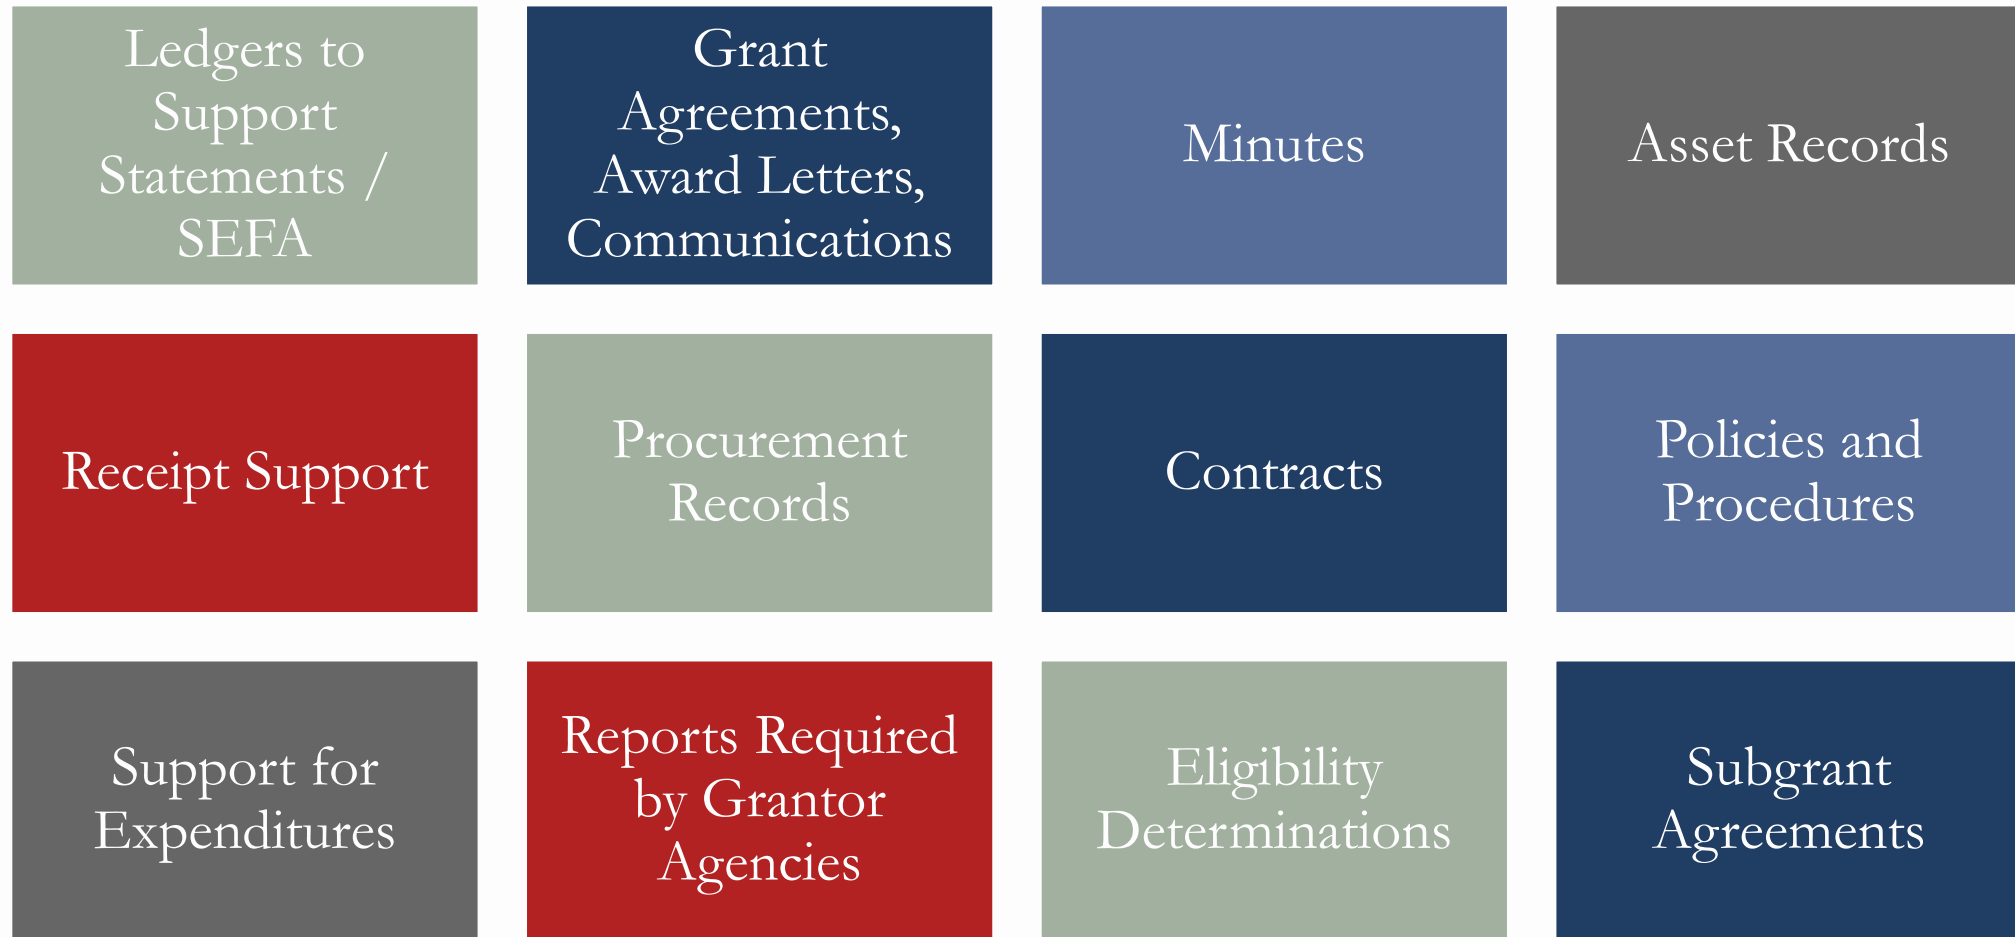 Ledgers to
Support
Statements /
SEFA
Grant
Agreements,
Award Letters,
Communications
Minutes
Asset Records
Receipt Support
Procurement
Records
Contracts
Policies and
Procedures
Support for
Expenditures
Reports Required
by Grantor
Agencies
Eligibility
Determinations
Subgrant
Agreements